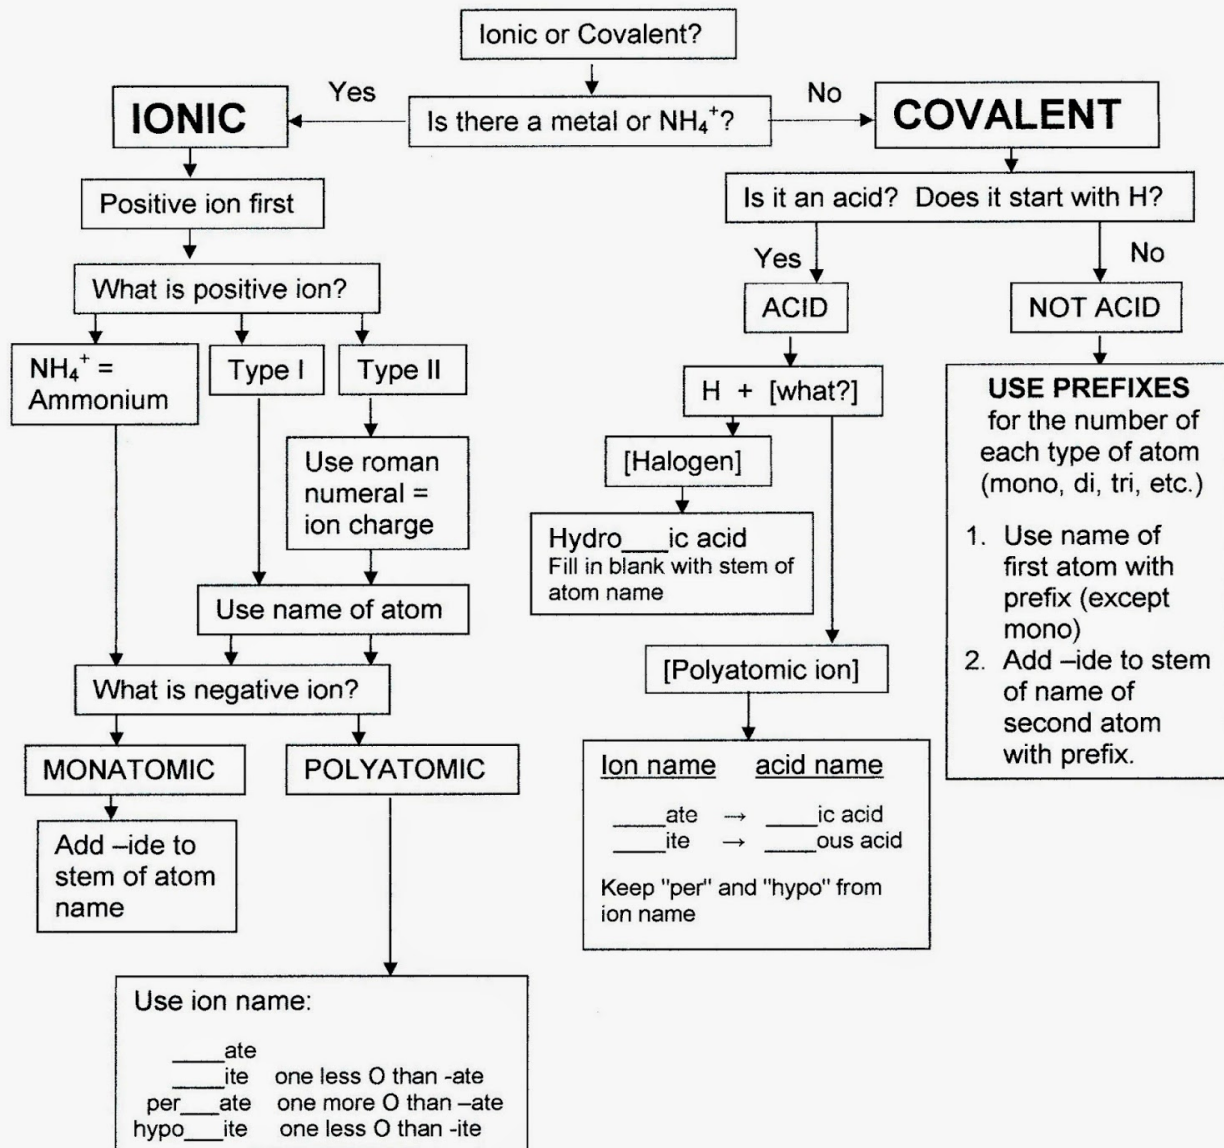 Ionic or Covalent?
Yes
No
IONIC
Is there a metal or NH₄⁺?
COVALENT
Positive ion first
Is it an acid?  Does it start with H?
What is positive ion?
Yes
No
ACID
NOT ACID
NH₄⁺ =
Ammonium
Type I
Type II
Use roman
numeral =
ion charge
Use name of atom
What is negative ion?
MONATOMIC
POLYATOMIC
Add –ide to
stem of atom
name
Use ion name:
____ate
____ite one less O than -ate
per___ate one more O than –ate
hypo___ite one less O than -ite
H + [what?]
[Halogen]
Hydro___ic acid
Fill in blank with stem of
atom name
[Polyatomic ion]
Ion name → acid name
____ate → ____ic acid
____ite → ____ous acid
Keep "per" and "hypo" from
ion name
USE PREFIXES
for the number of
each type of atom
(mono, di, tri, etc.)
1. Use name of
first atom with
prefix (except
mono)
2. Add –ide to stem
of name of
second atom
with prefix.